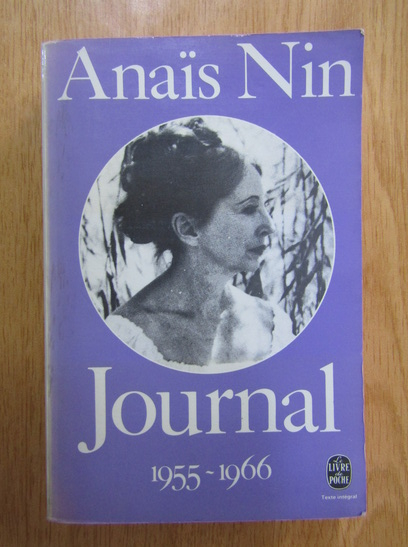 Anaïs Nin
Journal
1955-1966
Le
LIVRE
de
POCHE
Texte intégral